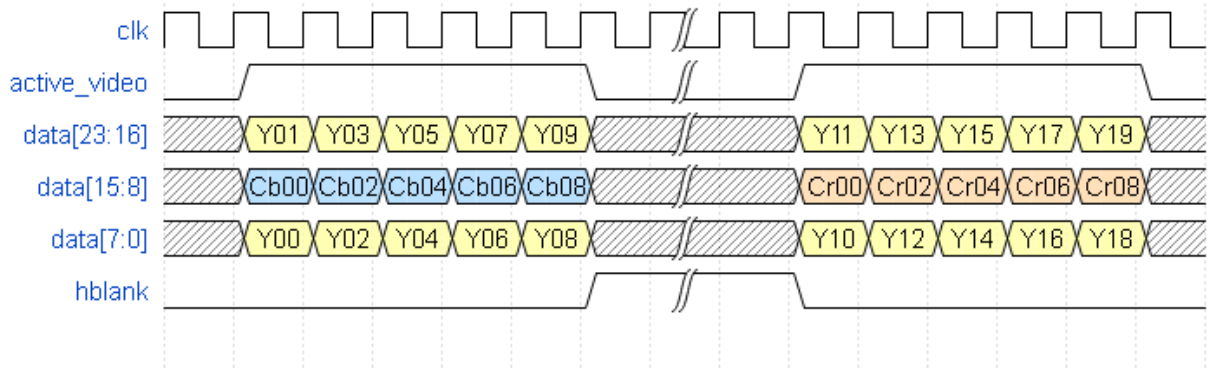 clk
active_video
data[23:16] Y01 Y03 Y05 Y07 Y09 Y11 Y13 Y15 Y17 Y19
data[15:8] Cb00 Cb02 Cb04 Cb06 Cb08 Cr00 Cr02 Cr04 Cr06 Cr08
data[7:0] Y00 Y02 Y04 Y06 Y08 Y10 Y12 Y14 Y16 Y18
hblank